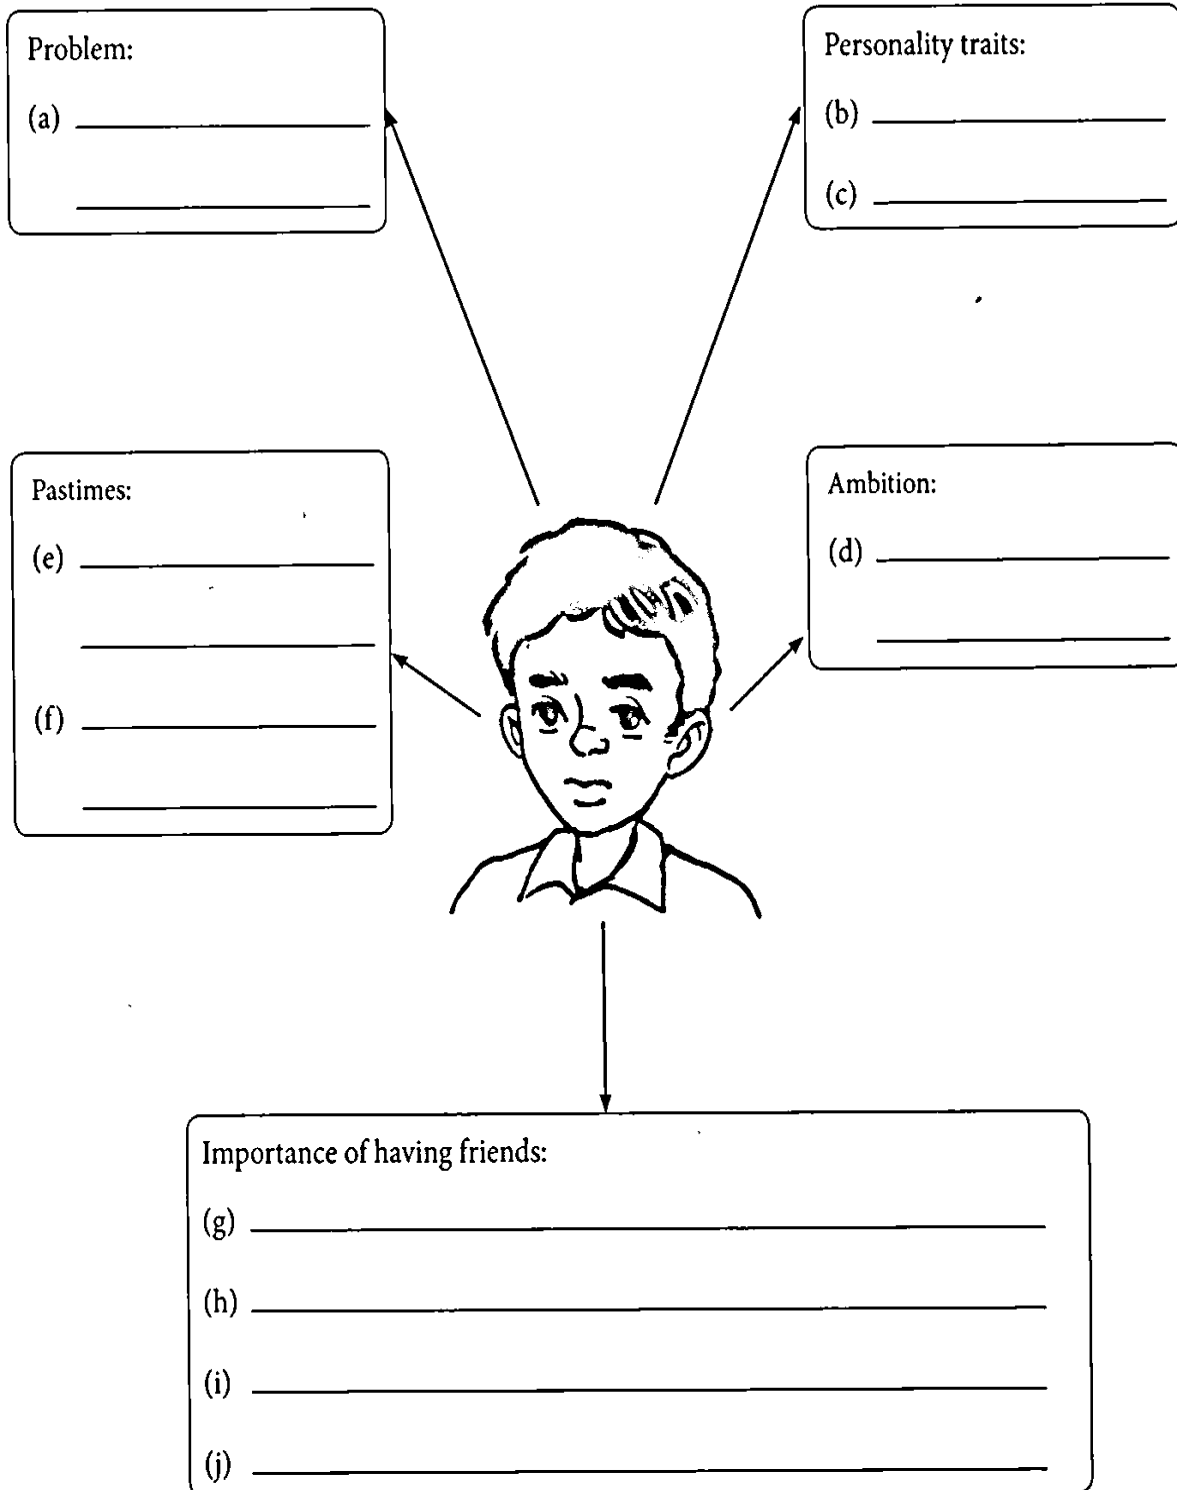 Problem:
(a)
Personality traits:
(b)
(c)
Pastimes:
(e)
(f)
Ambition:
(d)
Importance of having friends:
(g)
(h)
(i)
(j)